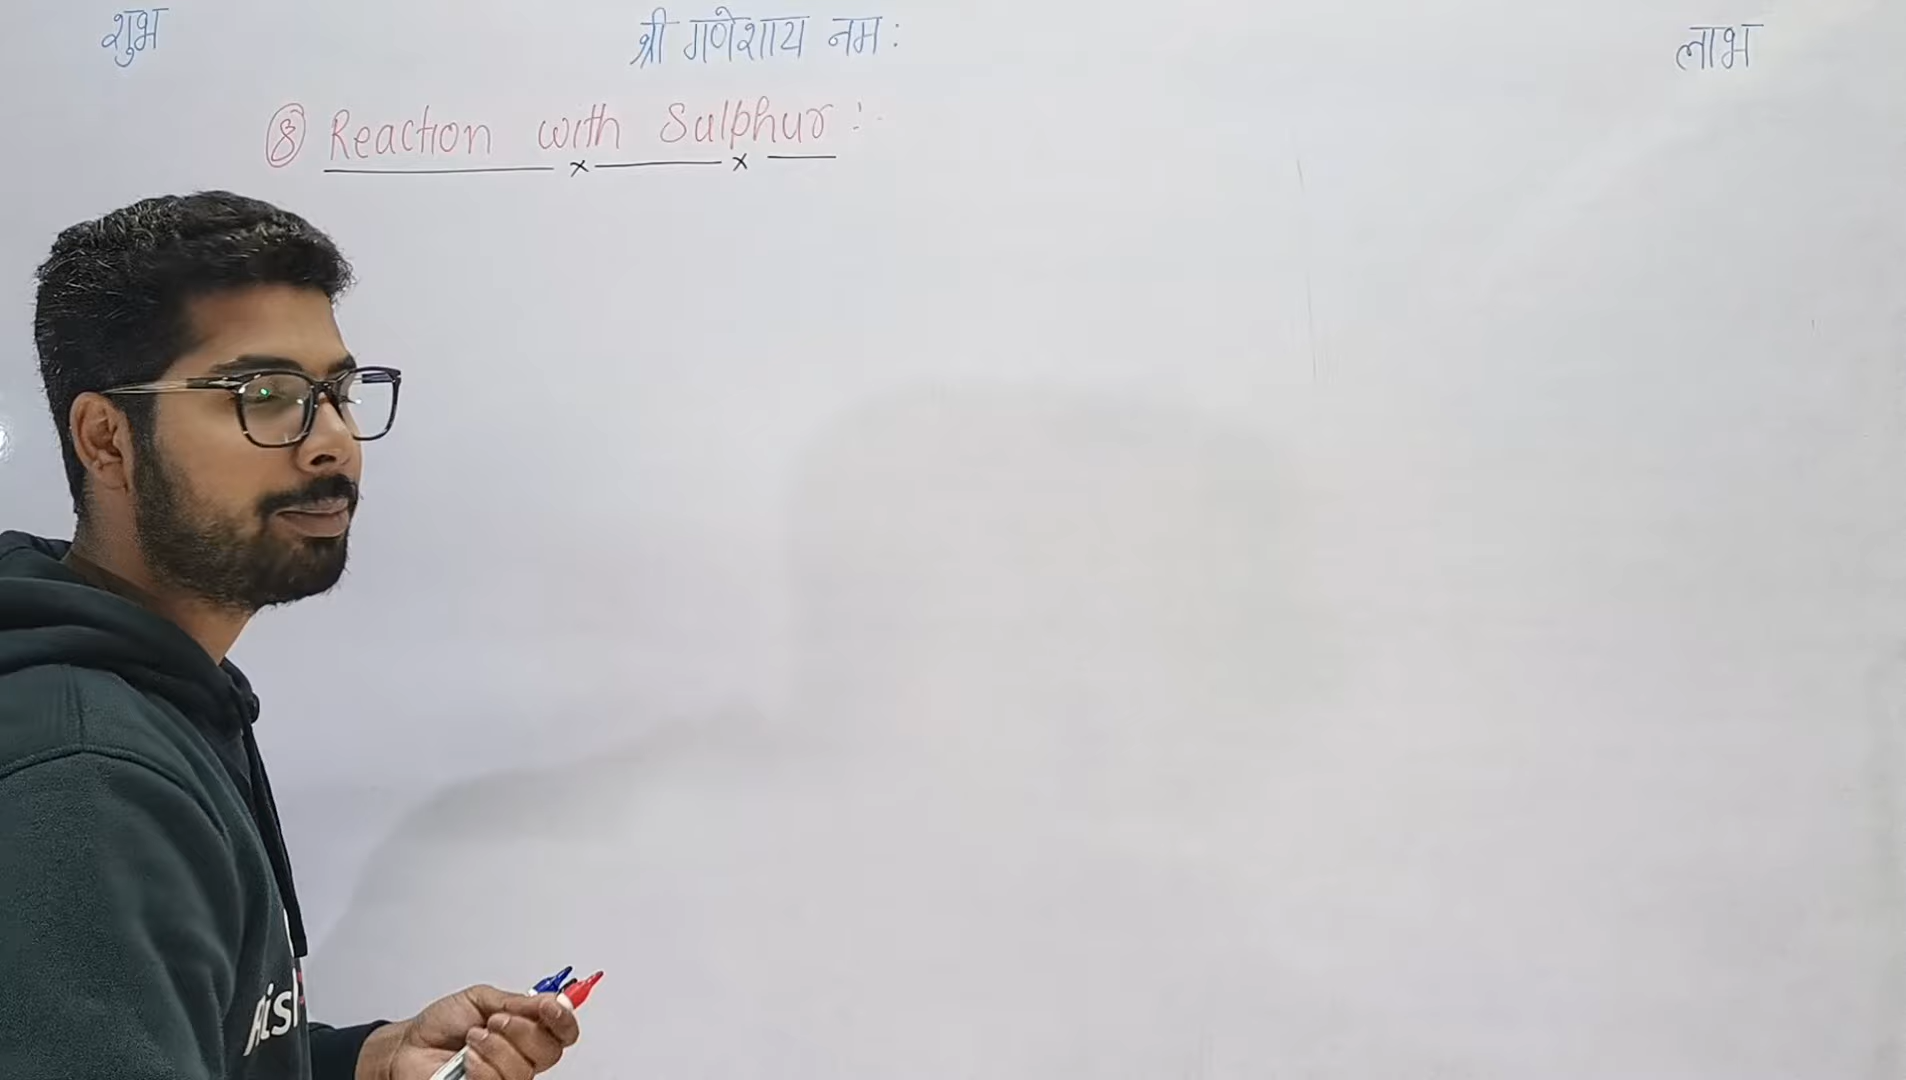 शुभ श्री गणेशाय नमः लाभ
⑧ Reaction with Sulphur :-